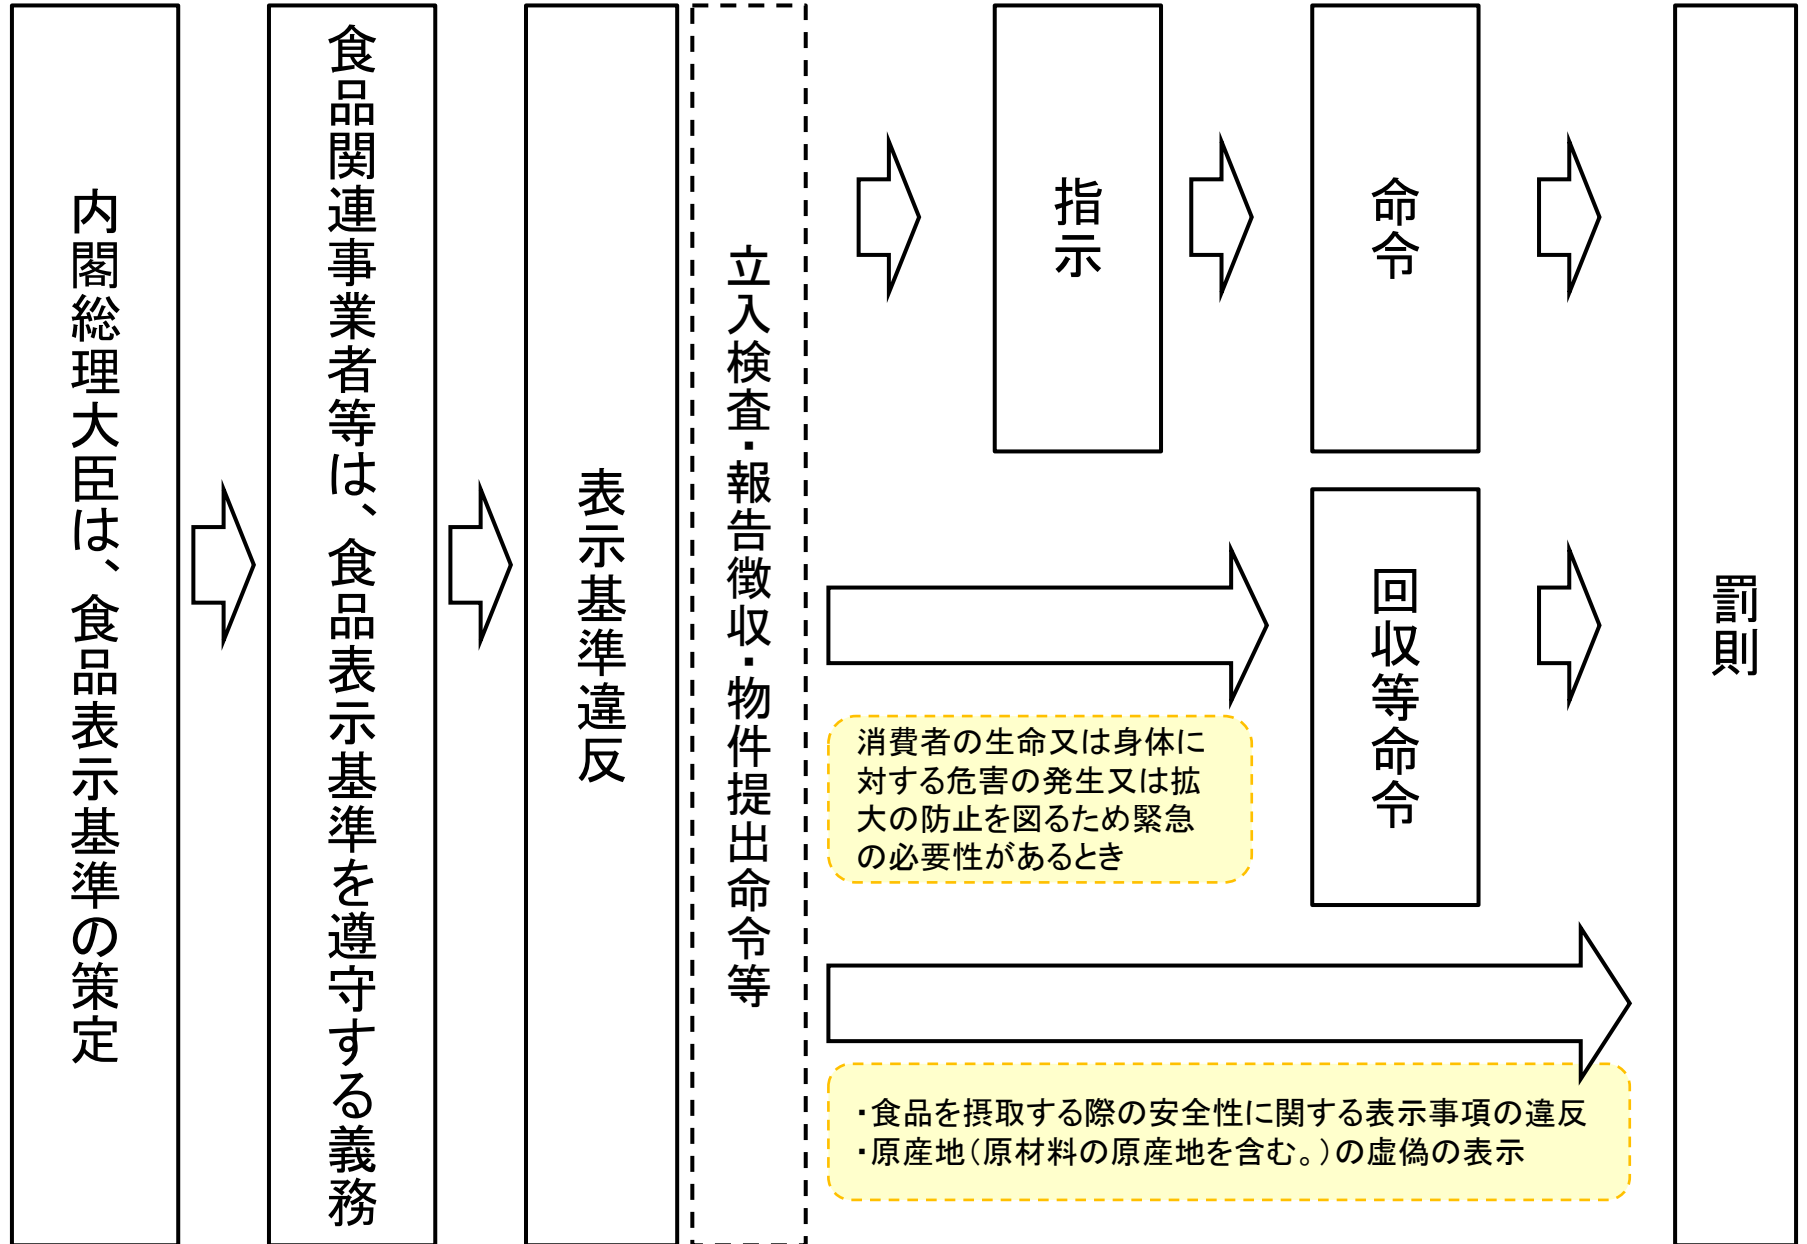 内閣総理大臣は、食品表示基準の策定
食品関連事業者等は、食品表示基準を遵守する義務
表示基準違反
立入検査・報告徴収・物件提出命令等
指示
命令
回収等命令
消費者の生命又は身体に
対する危害の発生又は拡
大の防止を図るため緊急
の必要性があるとき
・食品を摂取する際の安全性に関する表示事項の違反
・原産地(原材料の原産地を含む。)の虚偽の表示
罰則